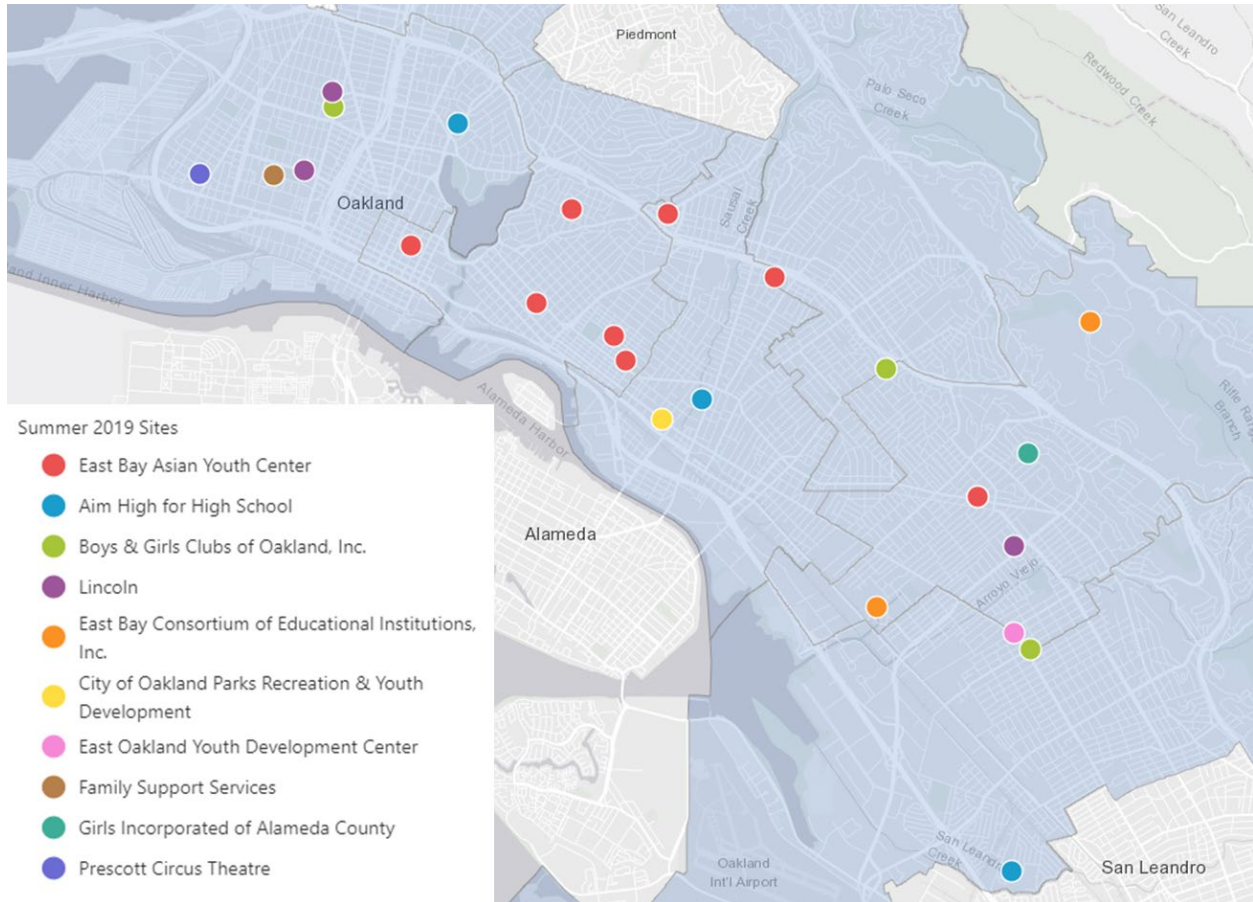 Piedmont
San Leandro
Creek
Redwood Creek
Palo Seco
Creek
Sausal
Creek
Oakland
Inner Harbor
Alameda Harbor
Rifle
Branch
Summer 2019 Sites
East Bay Asian Youth Center
Aim High for High School
Boys & Girls Clubs of Oakland, Inc.
Lincoln
East Bay Consortium of Educational Institutions,
Inc.
City of Oakland Parks Recreation & Youth
Development
East Oakland Youth Development Center
Family Support Services
Girls Incorporated of Alameda County
Prescott Circus Theatre
Alameda
Arroyo Viejo
San Leandro
Creek
Oakland
Int'l Airport
San Leandro